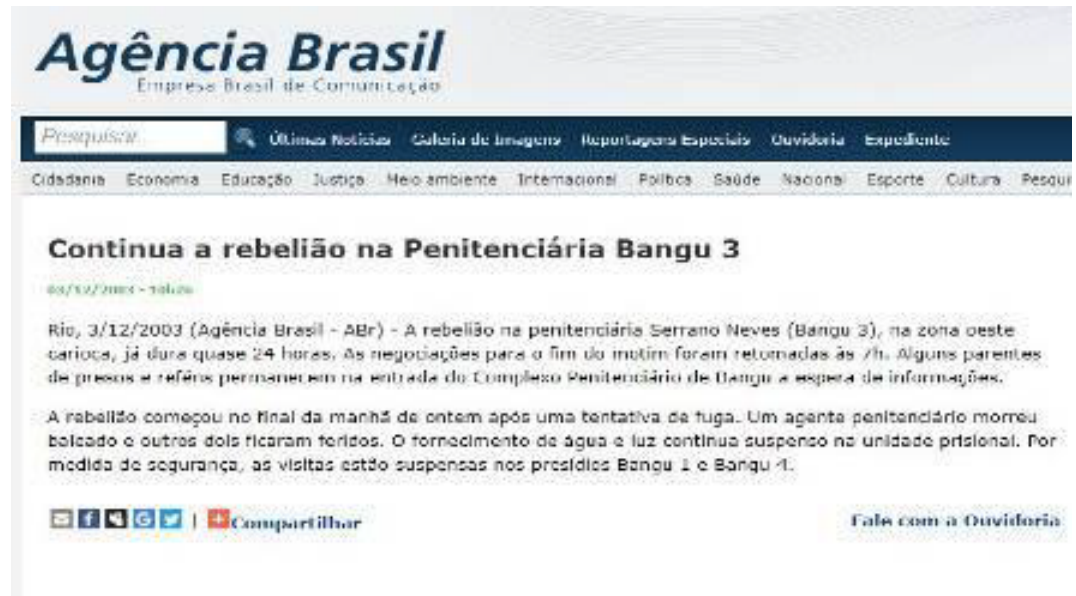 Agência Brasil
Empresa Brasil de Comunicação
Pesquisar... Últimas Notícias Galeria de Imagens Reportagens Especiais Ouvidoria Expediente
Cidadania Economia Educação Justiça Meio ambiente Internacional Política Saúde Nacional Esporte Cultura Pesqui
Continua a rebelião na Penitenciária Bangu 3
03/12/2003 -
Rio, 3/12/2003 (Agência Brasil - ABr) - A rebelião na penitenciária Serrano Neves (Bangu 3), na zona oeste
carioca, já dura quase 24 horas. As negociações para o fim do motim foram retomadas às 7h. Alguns parentes
de presos e reféns permanecem na entrada do Complexo Penitenciário de Bangu a espera de informações.
A rebelião começou no final da manhã de ontem após uma tentativa de fuga. Um agente penitenciário morreu
baleado e outros dois ficaram feridos. O fornecimento de água e luz continua suspenso na unidade prisional. Por
medida de segurança, as visitas estão suspensas nos presídios Bangu 1 e Bangu 4.
Compartilhar Fale com a Ouvidoria